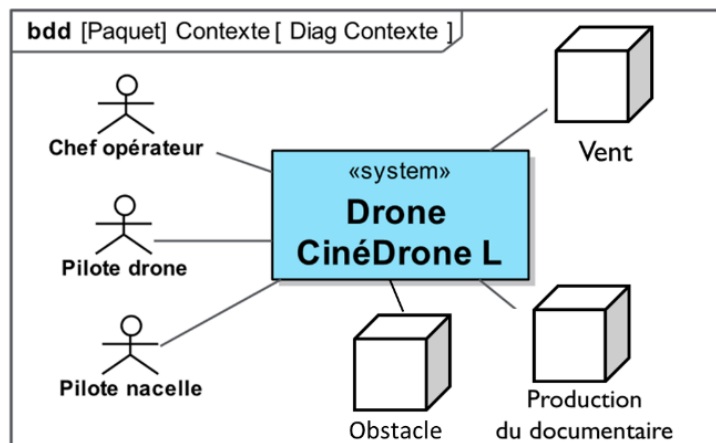 bdd [Paquet] Contexte [ Diag Contexte ]
Chef opérateur
Vent
«system»
Drone
CinéDrone L
Pilote drone
Pilote nacelle
Obstacle
Production
du documentaire